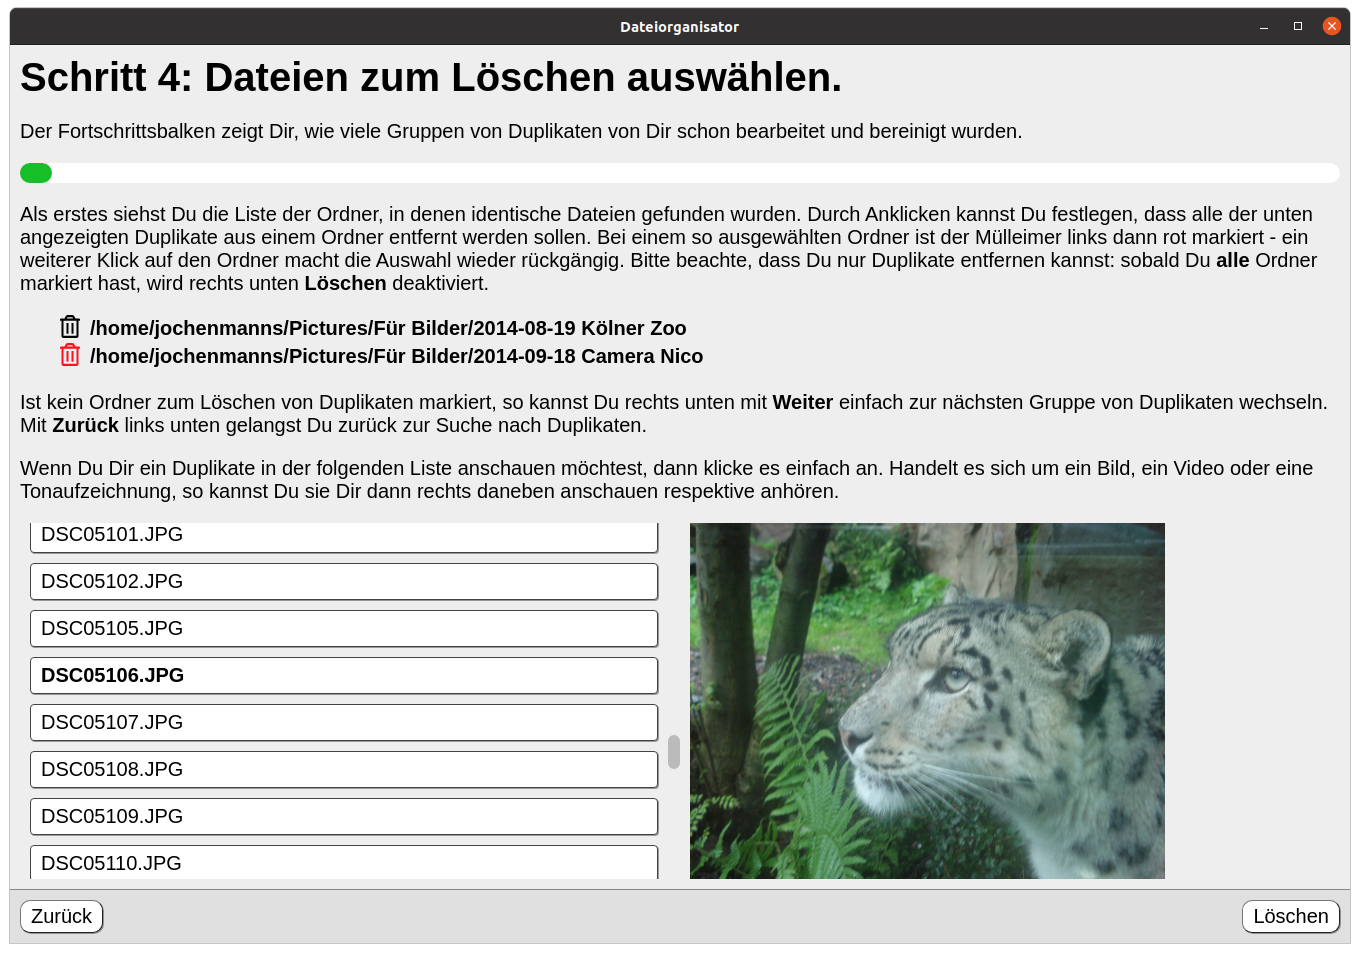 Dateiorganisator
Schritt 4: Dateien zum Löschen auswählen.
Der Fortschrittsbalken zeigt Dir, wie viele Gruppen von Duplikaten von Dir schon bearbeitet und bereinigt wurden.
Als erstes siehst Du die Liste der Ordner, in denen identische Dateien gefunden wurden. Durch Anklicken kannst Du festlegen, dass alle der unten
angezeigten Duplikate aus einem Ordner entfernt werden sollen. Bei einem so ausgewählten Ordner ist der Mülleimer links dann rot markiert - ein
weiterer Klick auf den Ordner macht die Auswahl wieder rückgängig. Bitte beachte, dass Du nur Duplikate entfernen kannst: sobald Du alle Ordner
markiert hast, wird rechts unten Löschen deaktiviert.
/home/jochenmanns/Pictures/Für Bilder/2014-08-19 Kölner Zoo
/home/jochenmanns/Pictures/Für Bilder/2014-09-18 Camera Nico
Ist kein Ordner zum Löschen von Duplikaten markiert, so kannst Du rechts unten mit Weiter einfach zur nächsten Gruppe von Duplikaten wechseln.
Mit Zurück links unten gelangst Du zurück zur Suche nach Duplikaten.
Wenn Du Dir ein Duplikate in der folgenden Liste anschauen möchtest, dann klicke es einfach an. Handelt es sich um ein Bild, ein Video oder eine
Tonaufzeichnung, so kannst Du sie Dir dann rechts daneben anschauen respektive anhören.
DSC05101.JPG
DSC05102.JPG
DSC05105.JPG
DSC05106.JPG
DSC05107.JPG
DSC05108.JPG
DSC05109.JPG
DSC05110.JPG
Zurück
Löschen